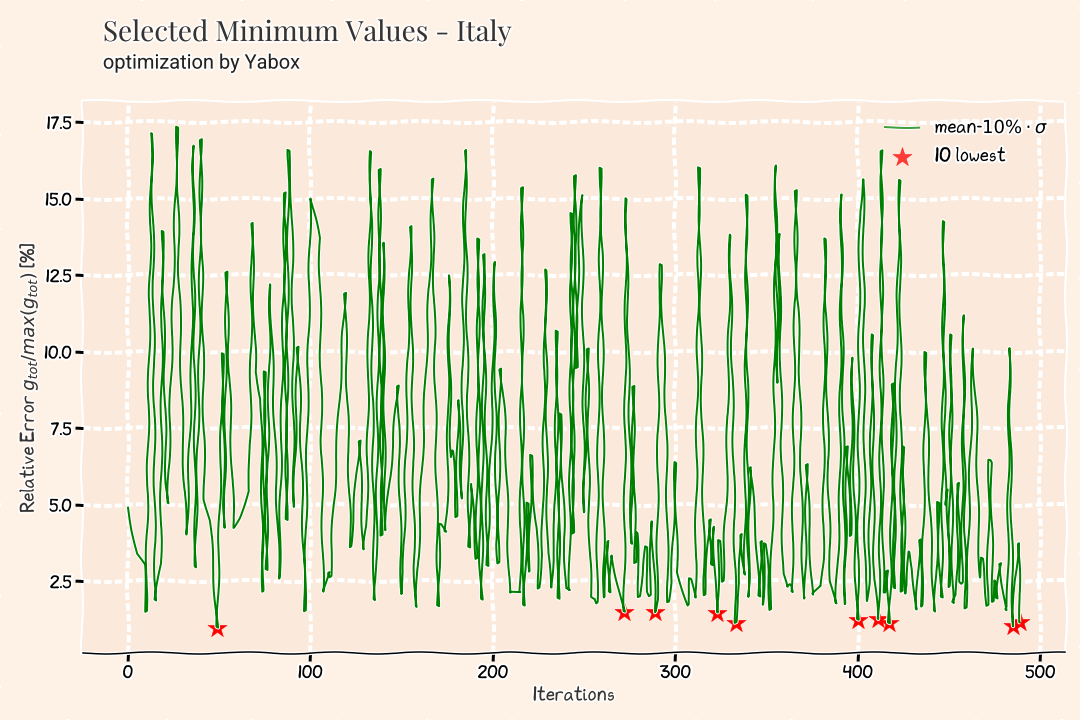 Selected Minimum Values - Italy
optimization by Yabox
17.5
15.0
12.5
10.0
7.5
5.0
2.5
Relative Error g_tot/max(g_tot) [%]
mean-10% · σ
10 lowest
0 100 200 300 400 500
Iterations